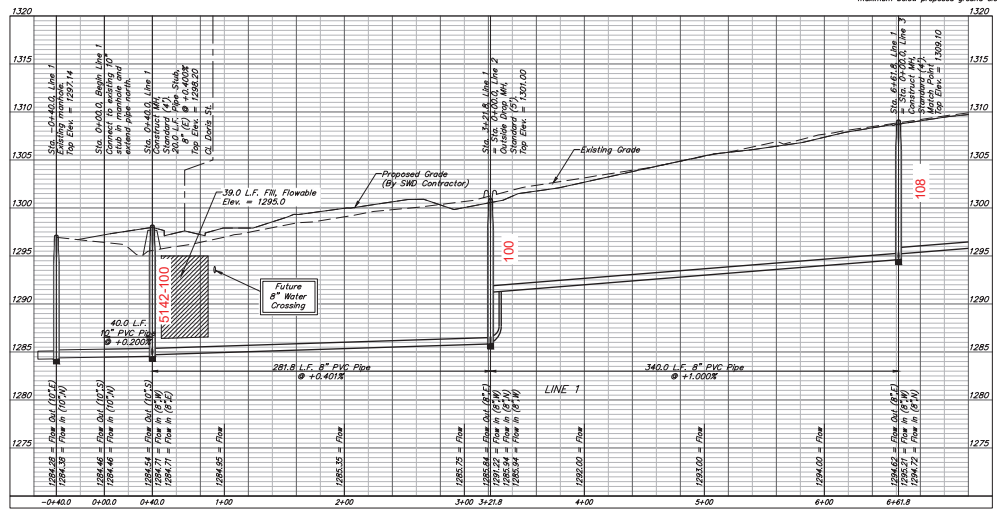 maximum below proposed ground ele
1320
1320
1315
1315
1310
1310
1305
1305
1300
1300
1295
1295
1290
1290
1285
1285
1280
1280
1275
1275
Sta. -0+40.0, Line 1
Existing manhole.
Top Elev. = 1297.14
Sta. 0+00.0, Begin Line 1
Connect to existing 10"
stub in manhole and
extend pipe north.
Sta. 0+40.0, Line 1
Construct MH,
Standard (4').
20.0 L.F. Pipe Stub,
8" (E) @ +0.400%
Top Elev. = 1298.20
CL Doris St.
39.0 L.F. Fill, Flowable
Elev. = 1295.0
Proposed Grade
(By SWD Contractor)
Existing Grade
Sta. 3+21.8, Line 1
= Sta. 0+00.0, Line 2
Outside Drop MH,
Standard (5').
Top Elev. = 1301.00
Sta. 6+61.8, Line 1
= Sta. 0+00.0, Line 3
Construct MH,
Standard (4').
Match Point
Top Elev. = 1309.10
5142-100
100
108
Future
8" Water
Crossing
40.0 L.F.
10" PVC Pipe
@ +0.200%
281.8 L.F. 8" PVC Pipe
@ +0.401%
340.0 L.F. 8" PVC Pipe
@ +1.000%
LINE 1
1284.28 = Flow Out (10",E)
1284.38 = Flow In (10",N)
1284.46 = Flow Out (10",S)
1284.46 = Flow In (10",N)
1284.54 = Flow Out (10",S)
1284.71 = Flow In (8",W)
1284.71 = Flow In (8",E)
1284.95 = Flow
1285.35 = Flow
1285.75 = Flow
1285.84 = Flow Out (8",E)
1291.22 = Flow In (8",W)
1285.94 = Flow In (8",N)
1285.94 = Flow In (8",W)
1292.00 = Flow
1293.00 = Flow
1294.00 = Flow
1294.62 = Flow Out (8",E)
1295.21 = Flow In (8",W)
1294.72 = Flow In (8",N)
-0+40.0
0+00.0
0+40.0
1+00
2+00
3+00
3+21.8
4+00
5+00
6+00
6+61.8